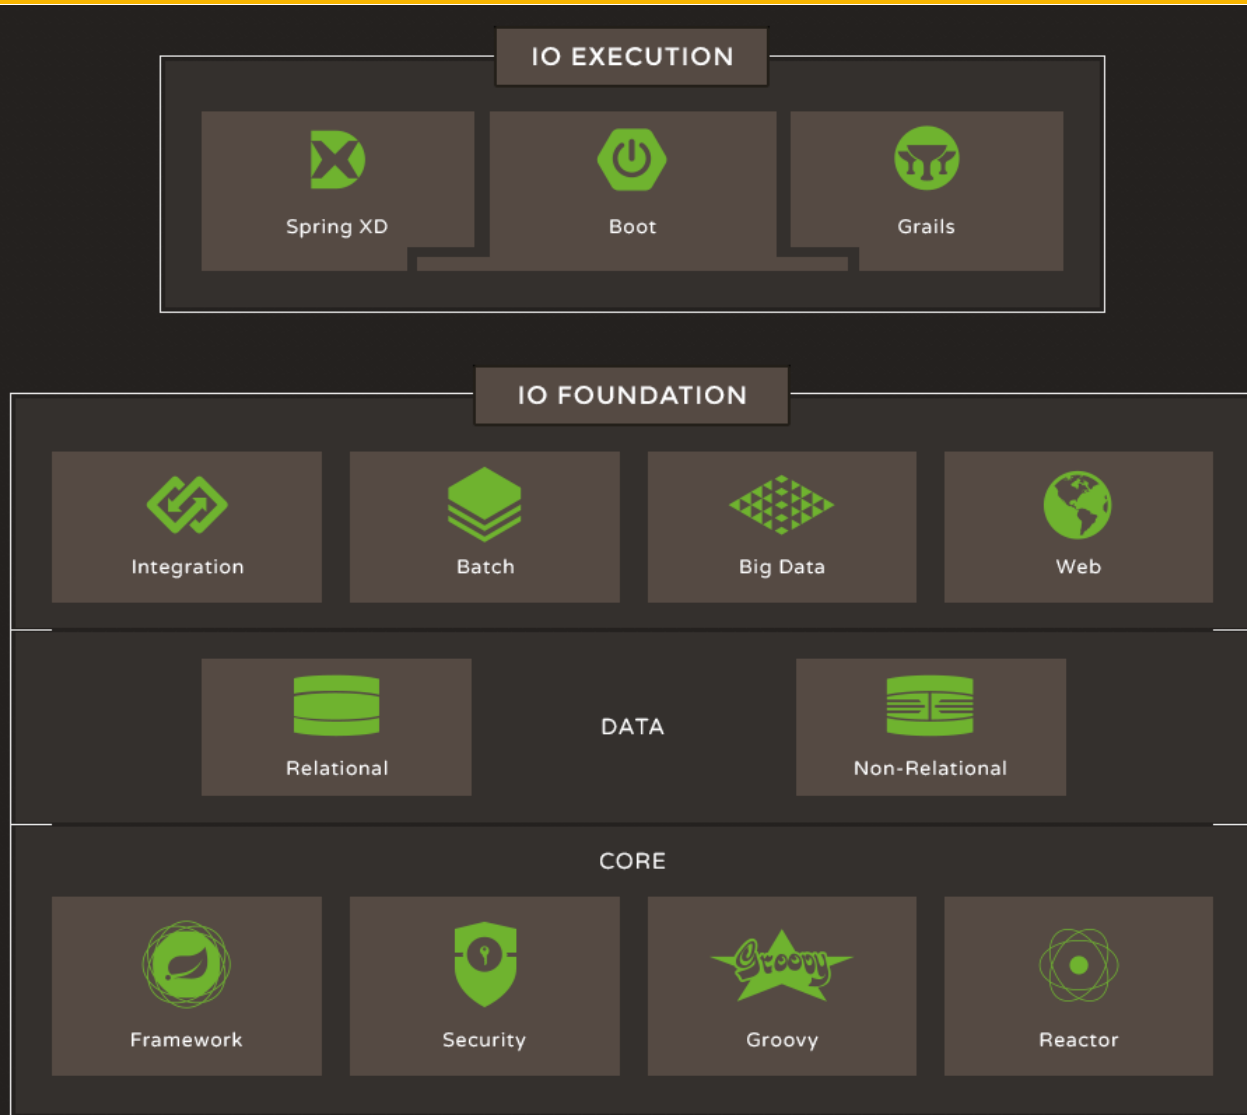 IO EXECUTION
Spring XD
Boot
Grails
IO FOUNDATION
Integration
Batch
Big Data
Web
Relational
DATA
Non-Relational
CORE
Groovy
Framework
Security
Groovy
Reactor